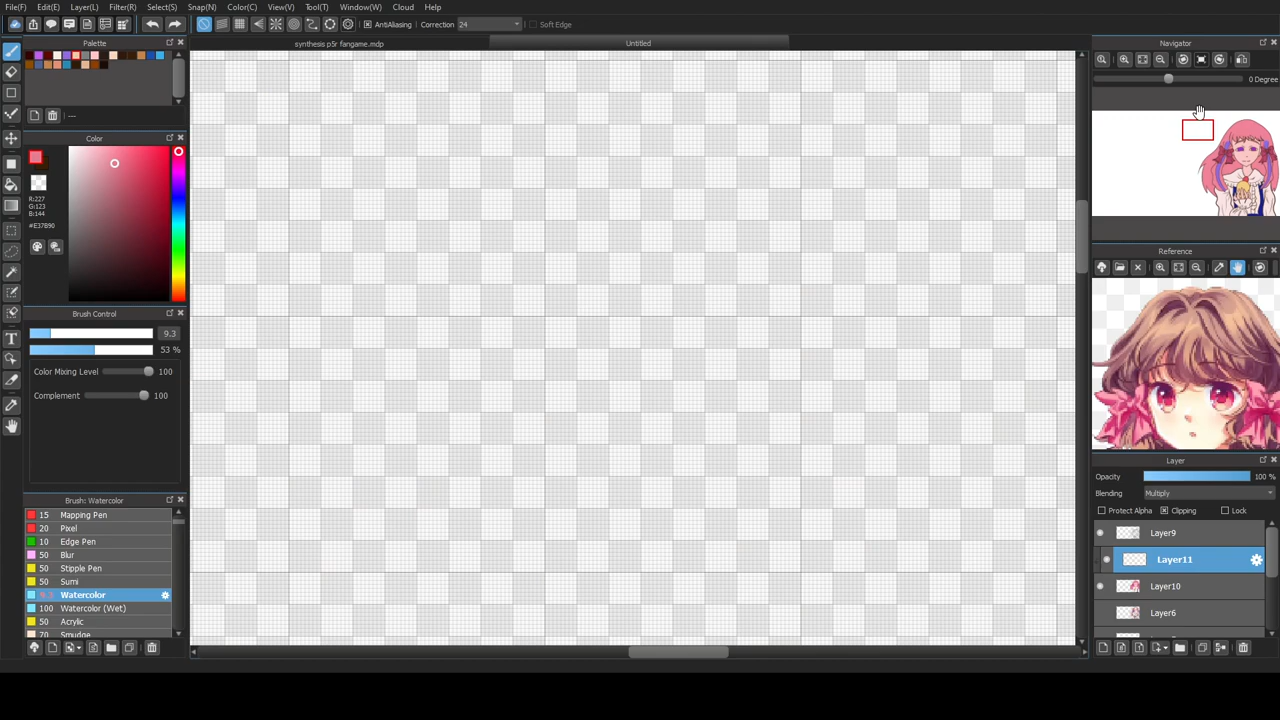 File(F) Edit(E) Layer(L) Filter(R) Select(S) Snap(N) Color(C) View(V) Tool(T) Window(W) Cloud Help
AntiAliasing Correction 24 Soft Edge
synthesis p5r fangame.mdp Untitled
Palette
---
Color
R:227
G:123
B:144
#E37B90
Brush Control
9.3
53 %
Color Mixing Level 100
Complement 100
Brush: Watercolor
15 Mapping Pen
20 Pixel
10 Edge Pen
50 Blur
50 Stipple Pen
50 Sumi
9.3 Watercolor
100 Watercolor (Wet)
50 Acrylic
70 Smudge
Navigator
0 Degree
Reference
Layer
Opacity 100 %
Blending Multiply
Protect Alpha Clipping Lock
Layer9
Layer11
Layer10
Layer6